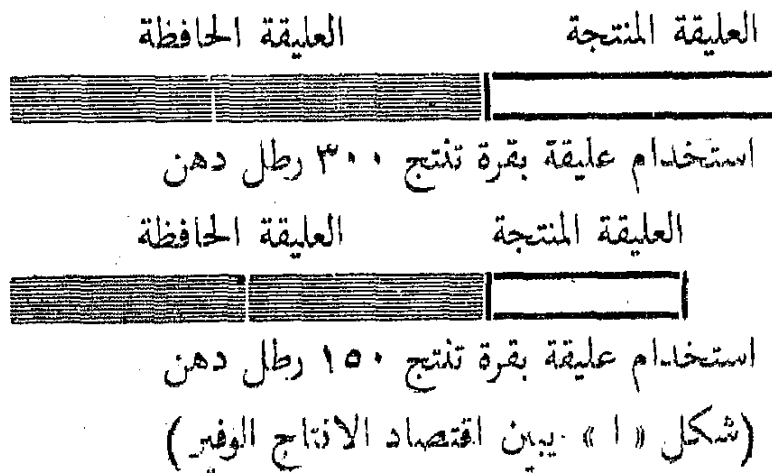 العليقة المنتجة العليقة الحافظة
استخدام عليقة بقرة تنتج ٣٠٠ رطل دهن
العليقة المنتجة العليقة الحافظة
استخدام عليقة بقرة تنتج ١٥٠ رطل دهن
(شكل « ا » يبين اقتصاد الانتاج الوفير)